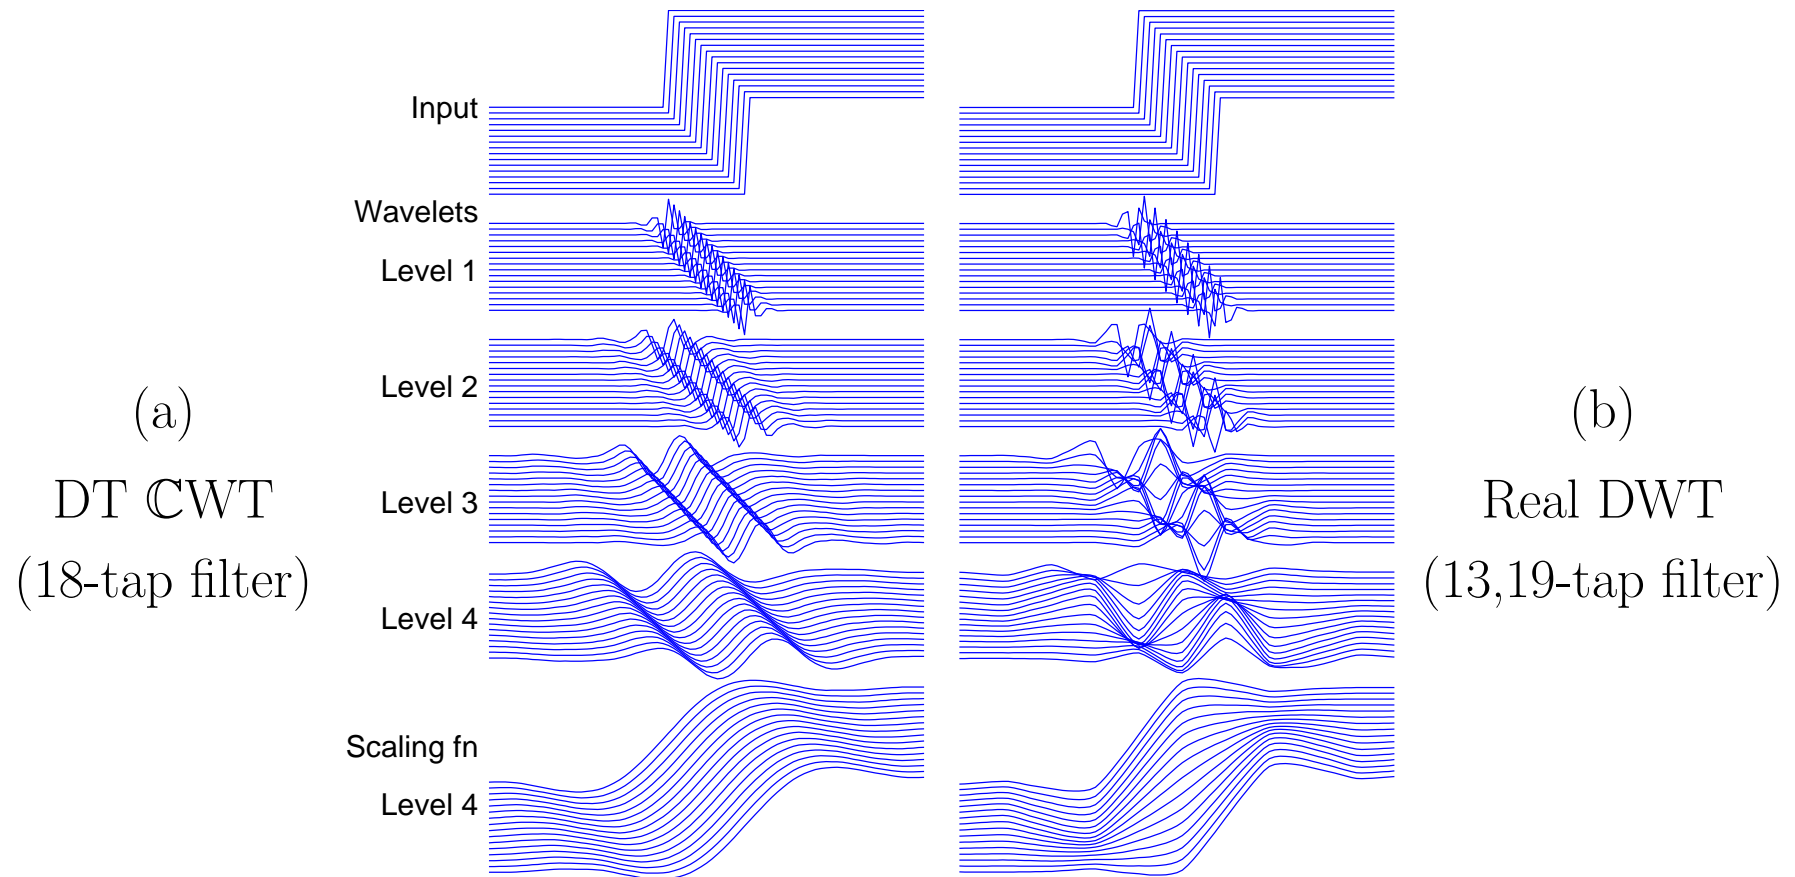 Input
Wavelets
Level 1
Level 2
Level 3
Level 4
Scaling fn
Level 4
(a)
DT ℂWT
(18-tap filter)
(b)
Real DWT
(13,19-tap filter)